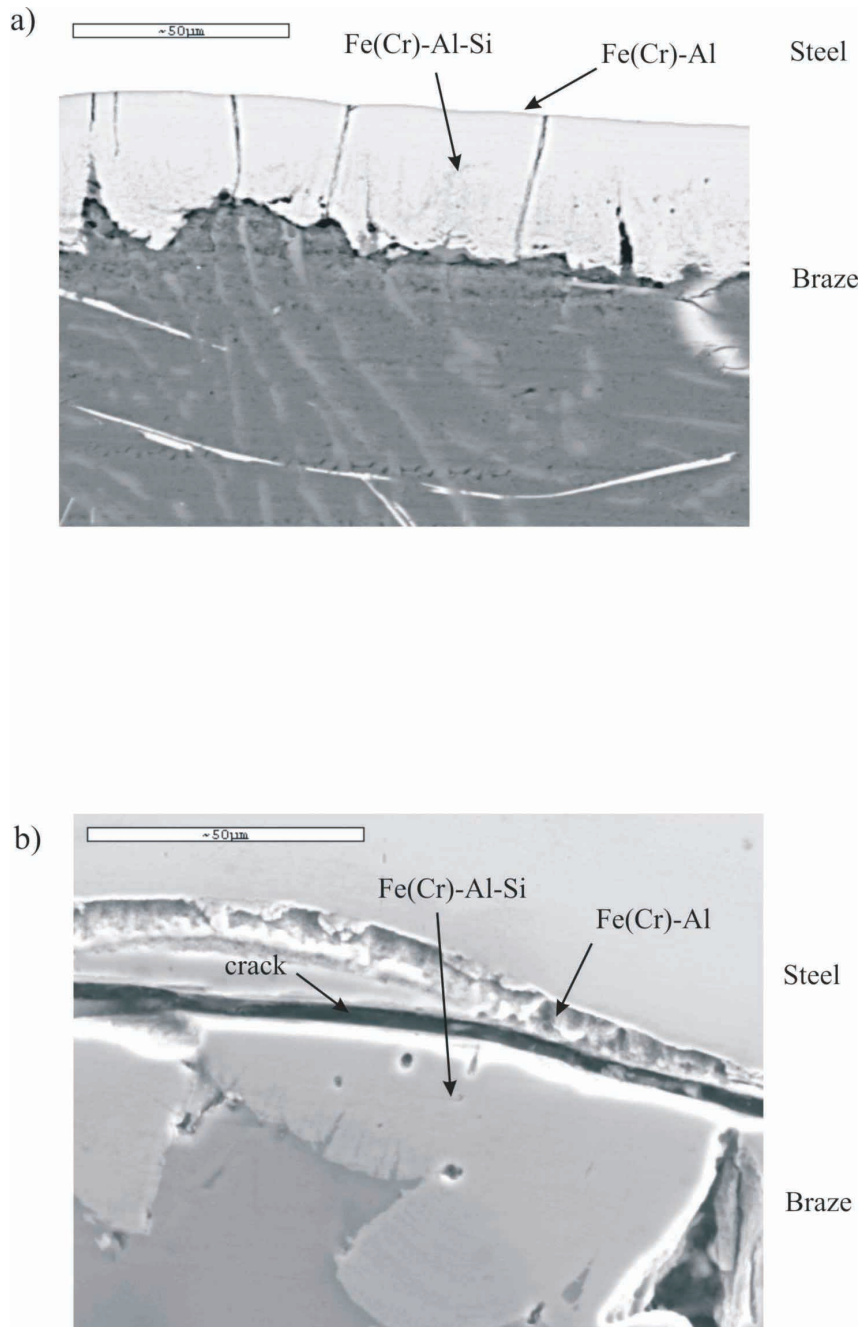 a)
~50µm
Fe(Cr)-Al-Si
Fe(Cr)-Al
Steel
Braze
b)
~50µm
Fe(Cr)-Al-Si
Fe(Cr)-Al
crack
Steel
Braze